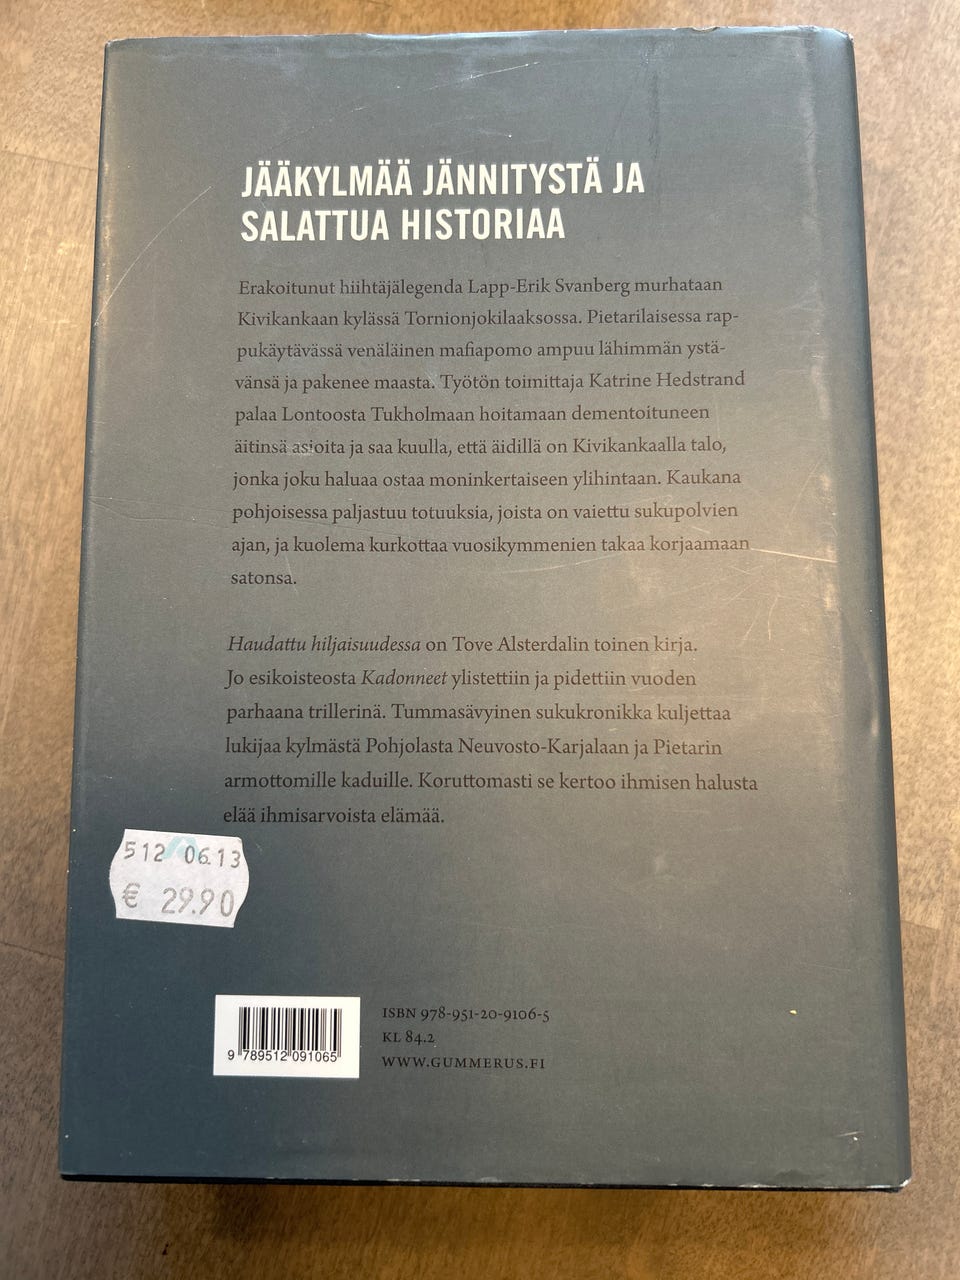 JÄÄKYLMÄÄ JÄNNITYSTÄ JA
SALATTUA HISTORIAA
Erakoitunut hiihtäjälegenda Lapp-Erik Svanberg murhataan
Kivikankaan kylässä Tornionjokilaaksossa. Pietarilaisessa rap-
pukäytävässä venäläinen mafiapomo ampuu lähimmän ystä-
vänsä ja pakenee maasta. Työtön toimittaja Katrine Hedstrand
palaa Lontoosta Tukholmaan hoitamaan dementoituneen
äitinsä asioita ja saa kuulla, että äidillä on Kivikankaalla talo,
jonka joku haluaa ostaa moninkertaiseen ylihintaan. Kaukana
pohjoisessa paljastuu totuuksia, joista on vaiettu sukupolvien
ajan, ja kuolema kurkottaa vuosikymmenien takaa korjaamaan
satonsa.
Haudattu hiljaisuudessa on Tove Alsterdalin toinen kirja.
Jo esikoisteosta Kadonneet ylistettiin ja pidettiin vuoden
parhaana trillerinä. Tummasävyinen sukukronikka kuljettaa
lukijaa kylmästä Pohjolasta Neuvosto-Karjalaan ja Pietarin
armottomille kaduille. Koruttomasti se kertoo ihmisen halusta
elää ihmisarvoista elämää.
512 06.13
€ 29.90
ISBN 978-951-20-9106-5
KL 84.2
WWW.GUMMERUS.FI
9 789512 091065